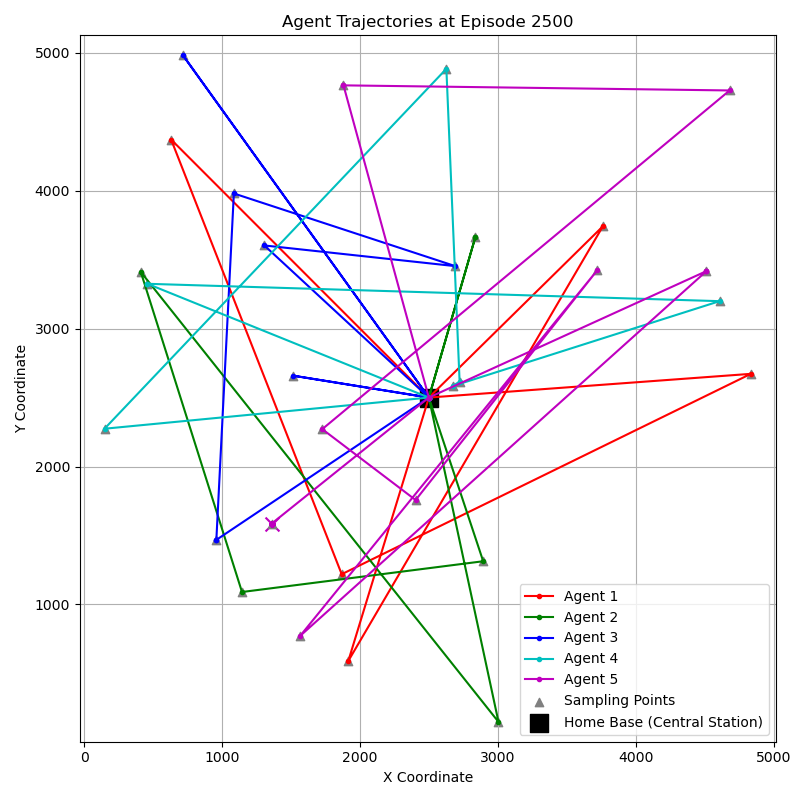 Agent Trajectories at Episode 2500
5000
4000
3000
2000
1000
Y Coordinate
0
1000
2000
3000
4000
5000
X Coordinate
Agent 1
Agent 2
Agent 3
Agent 4
Agent 5
Sampling Points
Home Base (Central Station)